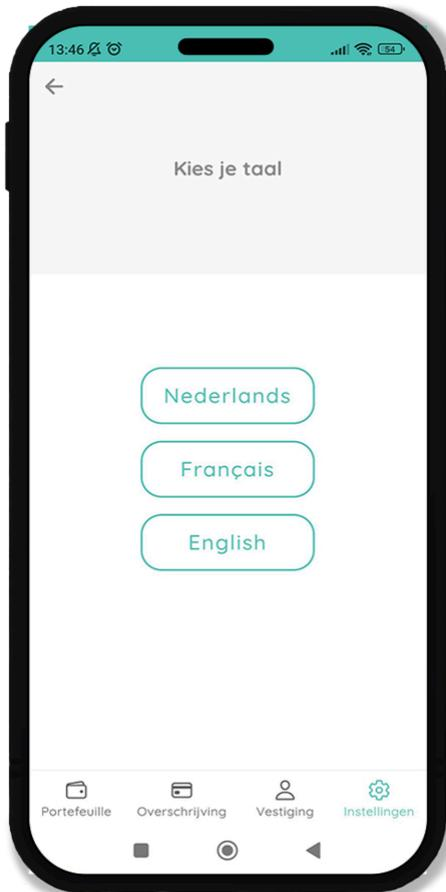 13:46 54
Kies je taal
Nederlands
Français
English
Portefeuille Overschrijving Vestiging Instellingen